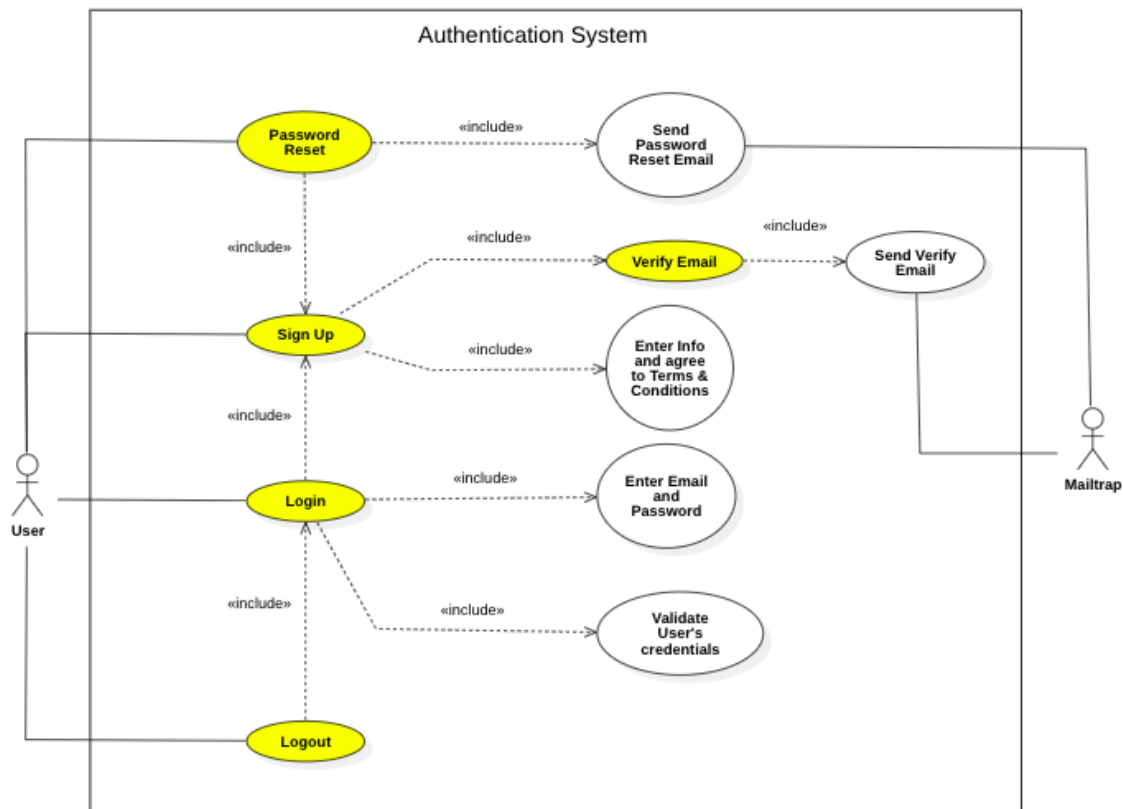 Authentication System
Password
Reset
«include»
Send
Password
Reset Email
«include»
«include»
Verify Email
«include»
Send Verify
Email
Sign Up
«include»
Enter Info
and agree
to Terms &
Conditions
«include»
Login
«include»
Enter Email
and
Password
User
Mailtrap
«include»
«include»
Validate
User's
credentials
Logout